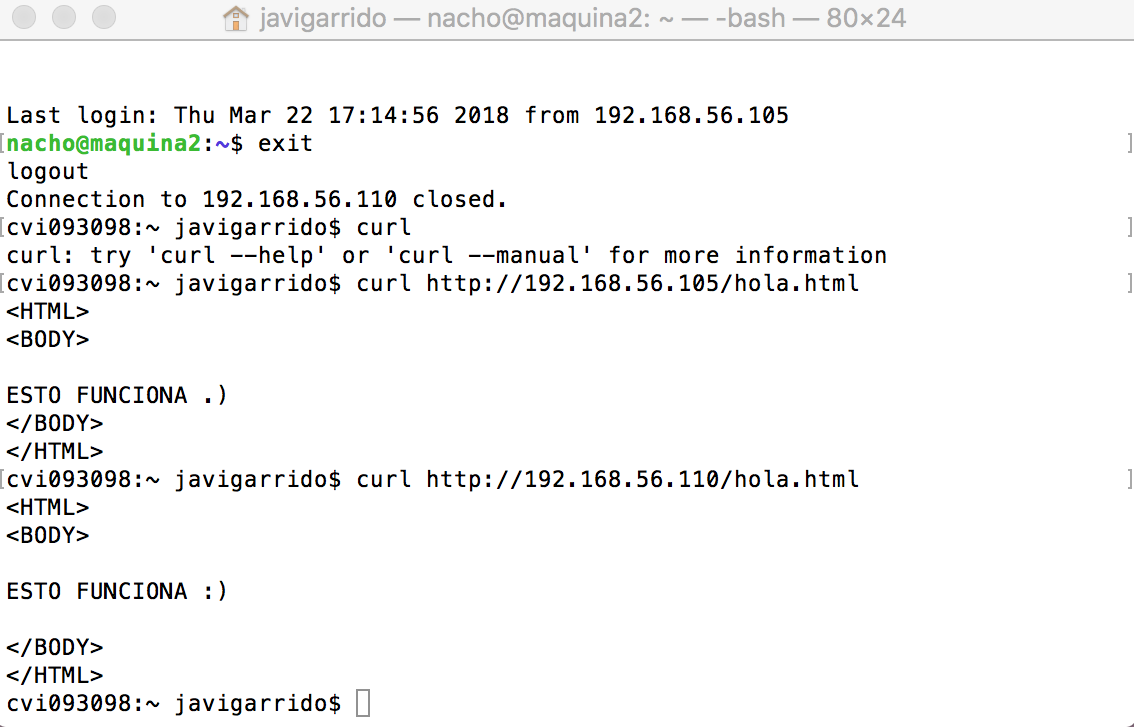 javigarrido — nacho@maquina2: ~ — -bash — 80×24
Last login: Thu Mar 22 17:14:56 2018 from 192.168.56.105
[nacho@maquina2:~$ exit ]
logout
Connection to 192.168.56.110 closed.
[cvi093098:~ javigarrido$ curl ]
curl: try 'curl --help' or 'curl --manual' for more information
[cvi093098:~ javigarrido$ curl http://192.168.56.105/hola.html ]
<HTML>
<BODY>
ESTO FUNCIONA .)
</BODY>
</HTML>
[cvi093098:~ javigarrido$ curl http://192.168.56.110/hola.html ]
<HTML>
<BODY>
ESTO FUNCIONA :)
</BODY>
</HTML>
cvi093098:~ javigarrido$